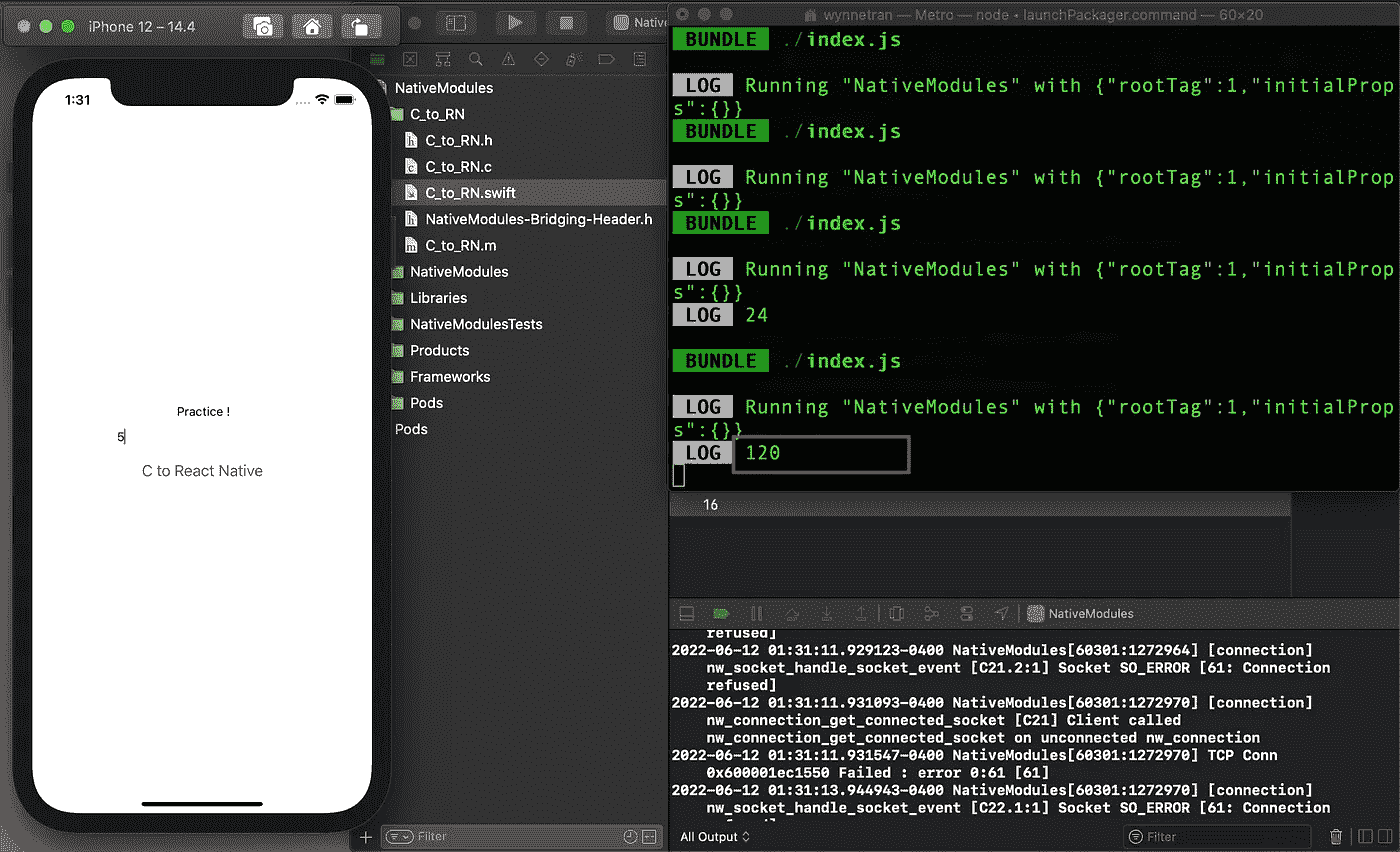 iPhone 12 – 14.4
1:31
Practice !
5
C to React Native
Native
NativeModules
C_to_RN
C_to_RN.h
C_to_RN.c
C_to_RN.swift
NativeModules-Bridging-Header.h
C_to_RN.m
NativeModules
Libraries
NativeModulesTests
Products
Frameworks
Pods
Pods
Filter
wynnetran — Metro — node • launchPackager.command — 60×20
BUNDLE ./index.js
LOG Running "NativeModules" with {"rootTag":1,"initialProp
s":{}}
BUNDLE ./index.js
LOG Running "NativeModules" with {"rootTag":1,"initialProp
s":{}}
BUNDLE ./index.js
LOG Running "NativeModules" with {"rootTag":1,"initialProp
s":{}}
LOG 24
BUNDLE ./index.js
LOG Running "NativeModules" with {"rootTag":1,"initialProp
s":{}}
LOG 120
16
NativeModules
refused]
2022-06-12 01:31:11.929123-0400 NativeModules[60301:1272964] [connection]
nw_socket_handle_socket_event [C21.2:1] Socket SO_ERROR [61: Connection
refused]
2022-06-12 01:31:11.931093-0400 NativeModules[60301:1272970] [connection]
nw_connection_get_connected_socket [C21] Client called
nw_connection_get_connected_socket on unconnected nw_connection
2022-06-12 01:31:11.931547-0400 NativeModules[60301:1272970] TCP Conn
0x600001ec1550 Failed : error 0:61 [61]
2022-06-12 01:31:13.944943-0400 NativeModules[60301:1272970] [connection]
nw_socket_handle_socket_event [C22.1:1] Socket SO_ERROR [61: Connection
All Output
Filter